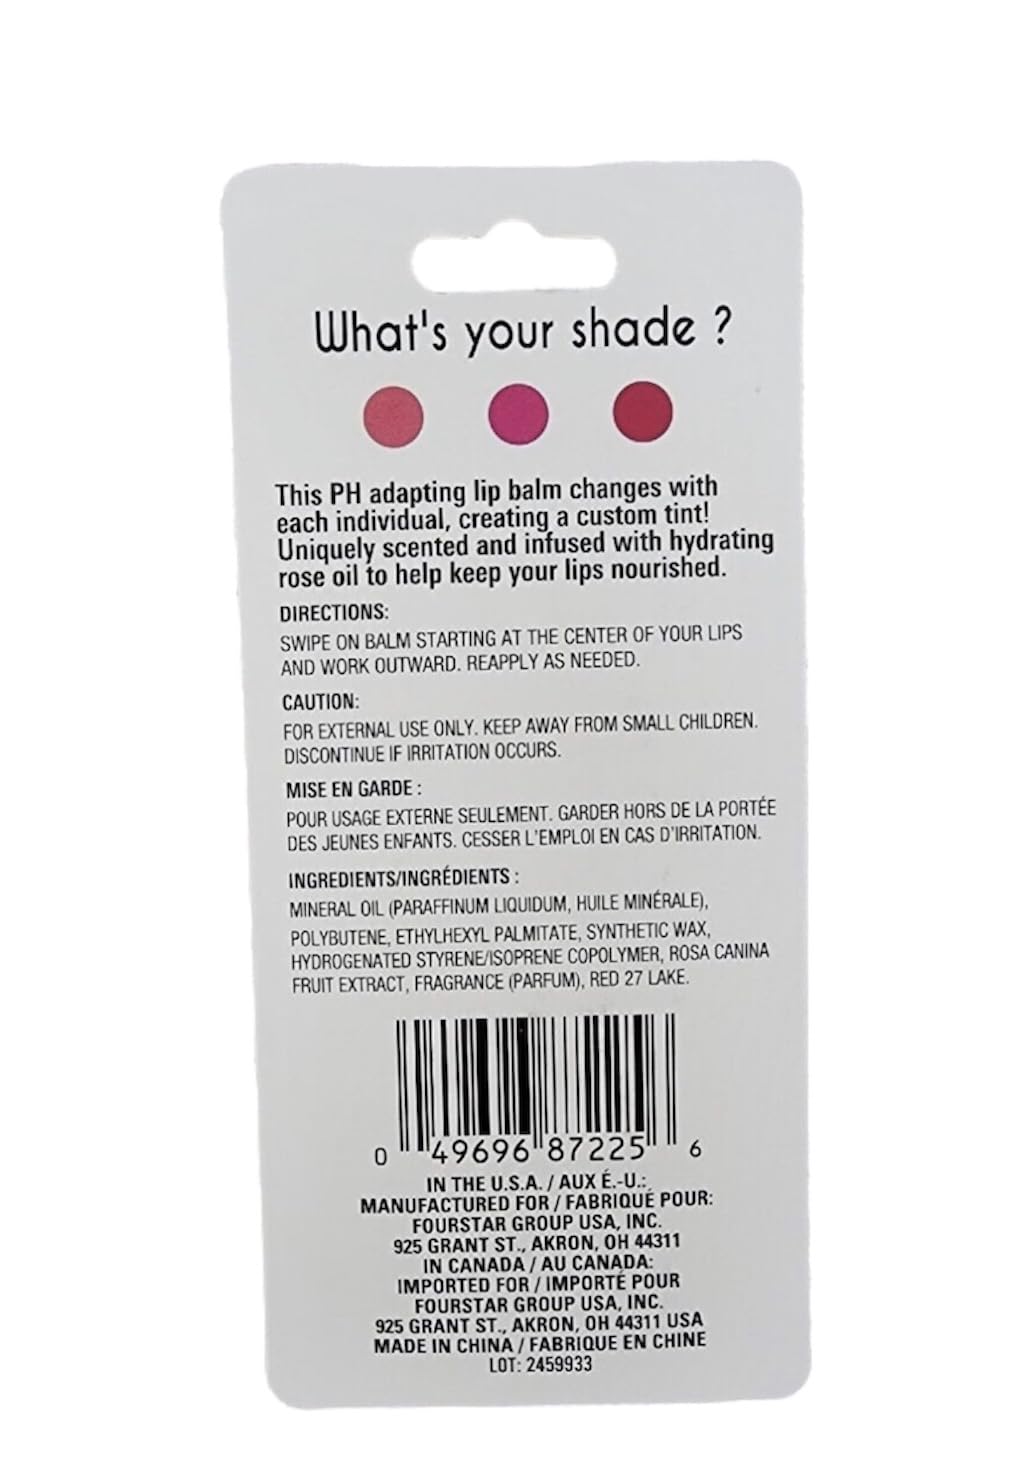 What's your shade ?
This PH adapting lip balm changes with
each individual, creating a custom tint!
Uniquely scented and infused with hydrating
rose oil to help keep your lips nourished.
DIRECTIONS:
SWIPE ON BALM STARTING AT THE CENTER OF YOUR LIPS
AND WORK OUTWARD. REAPPLY AS NEEDED.
CAUTION:
FOR EXTERNAL USE ONLY. KEEP AWAY FROM SMALL CHILDREN.
DISCONTINUE IF IRRITATION OCCURS.
MISE EN GARDE :
POUR USAGE EXTERNE SEULEMENT. GARDER HORS DE LA PORTÉE
DES JEUNES ENFANTS. CESSER L'EMPLOI EN CAS D'IRRITATION.
INGREDIENTS/INGRÉDIENTS :
MINERAL OIL (PARAFFINUM LIQUIDUM, HUILE MINÉRALE),
POLYBUTENE, ETHYLHEXYL PALMITATE, SYNTHETIC WAX,
HYDROGENATED STYRENE/ISOPRENE COPOLYMER, ROSA CANINA
FRUIT EXTRACT, FRAGRANCE (PARFUM), RED 27 LAKE.
0 49696 87225 6
IN THE U.S.A. / AUX É.-U.:
MANUFACTURED FOR / FABRIQUÉ POUR:
FOURSTAR GROUP USA, INC.
925 GRANT ST., AKRON, OH 44311
IN CANADA / AU CANADA:
IMPORTED FOR / IMPORTÉ POUR
FOURSTAR GROUP USA, INC.
925 GRANT ST., AKRON, OH 44311 USA
MADE IN CHINA / FABRIQUE EN CHINE
LOT: 2459933